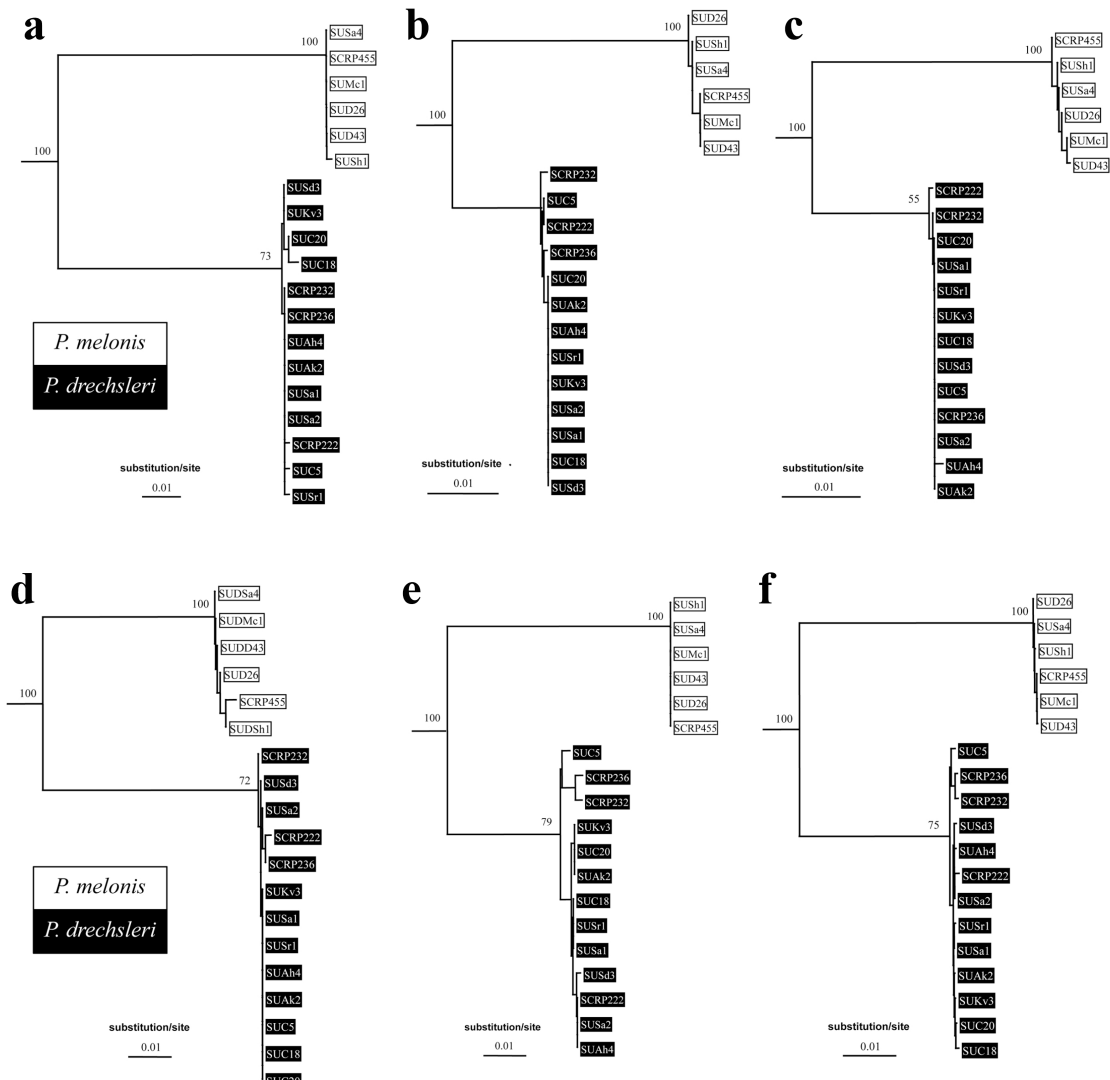 a
100
SUSa4
SCRP455
SUMc1
SUD26
SUD43
SUSh1
100
SUSd3
SUKv3
SUC20
SUC18
73
SCRP232
SCRP236
SUAh4
SUAk2
SUSa1
SUSa2
SCRP222
SUC5
SUSr1
P. melonis
P. drechsleri
substitution/site
0.01
b
100
SUD26
SUSh1
SUSa4
SCRP455
SUMc1
SUD43
100
SCRP232
SUC5
SCRP222
SCRP236
SUC20
SUAk2
SUAh4
SUSr1
SUKv3
SUSa2
SUSa1
SUC18
SUSd3
substitution/site
0.01
c
100
SCRP455
SUSh1
SUSa4
SUD26
SUMc1
SUD43
100
55
SCRP222
SCRP232
SUC20
SUSa1
SUSr1
SUKv3
SUC18
SUSd3
SUC5
SCRP236
SUSa2
SUAh4
SUAk2
substitution/site
0.01
d
100
SUDSa4
SUDMc1
SUDD43
SUD26
SCRP455
SUDSh1
100
72
SCRP232
SUSd3
SUSa2
SCRP222
SCRP236
SUKv3
SUSa1
SUSr1
SUAh4
SUAk2
SUC5
SUC18
SUC20
P. melonis
P. drechsleri
substitution/site
0.01
e
100
SUSh1
SUSa4
SUMc1
SUD43
SUD26
SCRP455
100
79
SUC5
SCRP236
SCRP232
SUKv3
SUC20
SUAk2
SUC18
SUSr1
SUSa1
SUSd3
SCRP222
SUSa2
SUAh4
substitution/site
0.01
f
100
SUD26
SUSa4
SUSh1
SCRP455
SUMc1
SUD43
100
75
SUC5
SCRP236
SCRP232
SUSd3
SUAh4
SCRP222
SUSa2
SUSr1
SUSa1
SUAk2
SUKv3
SUC20
SUC18
substitution/site
0.01